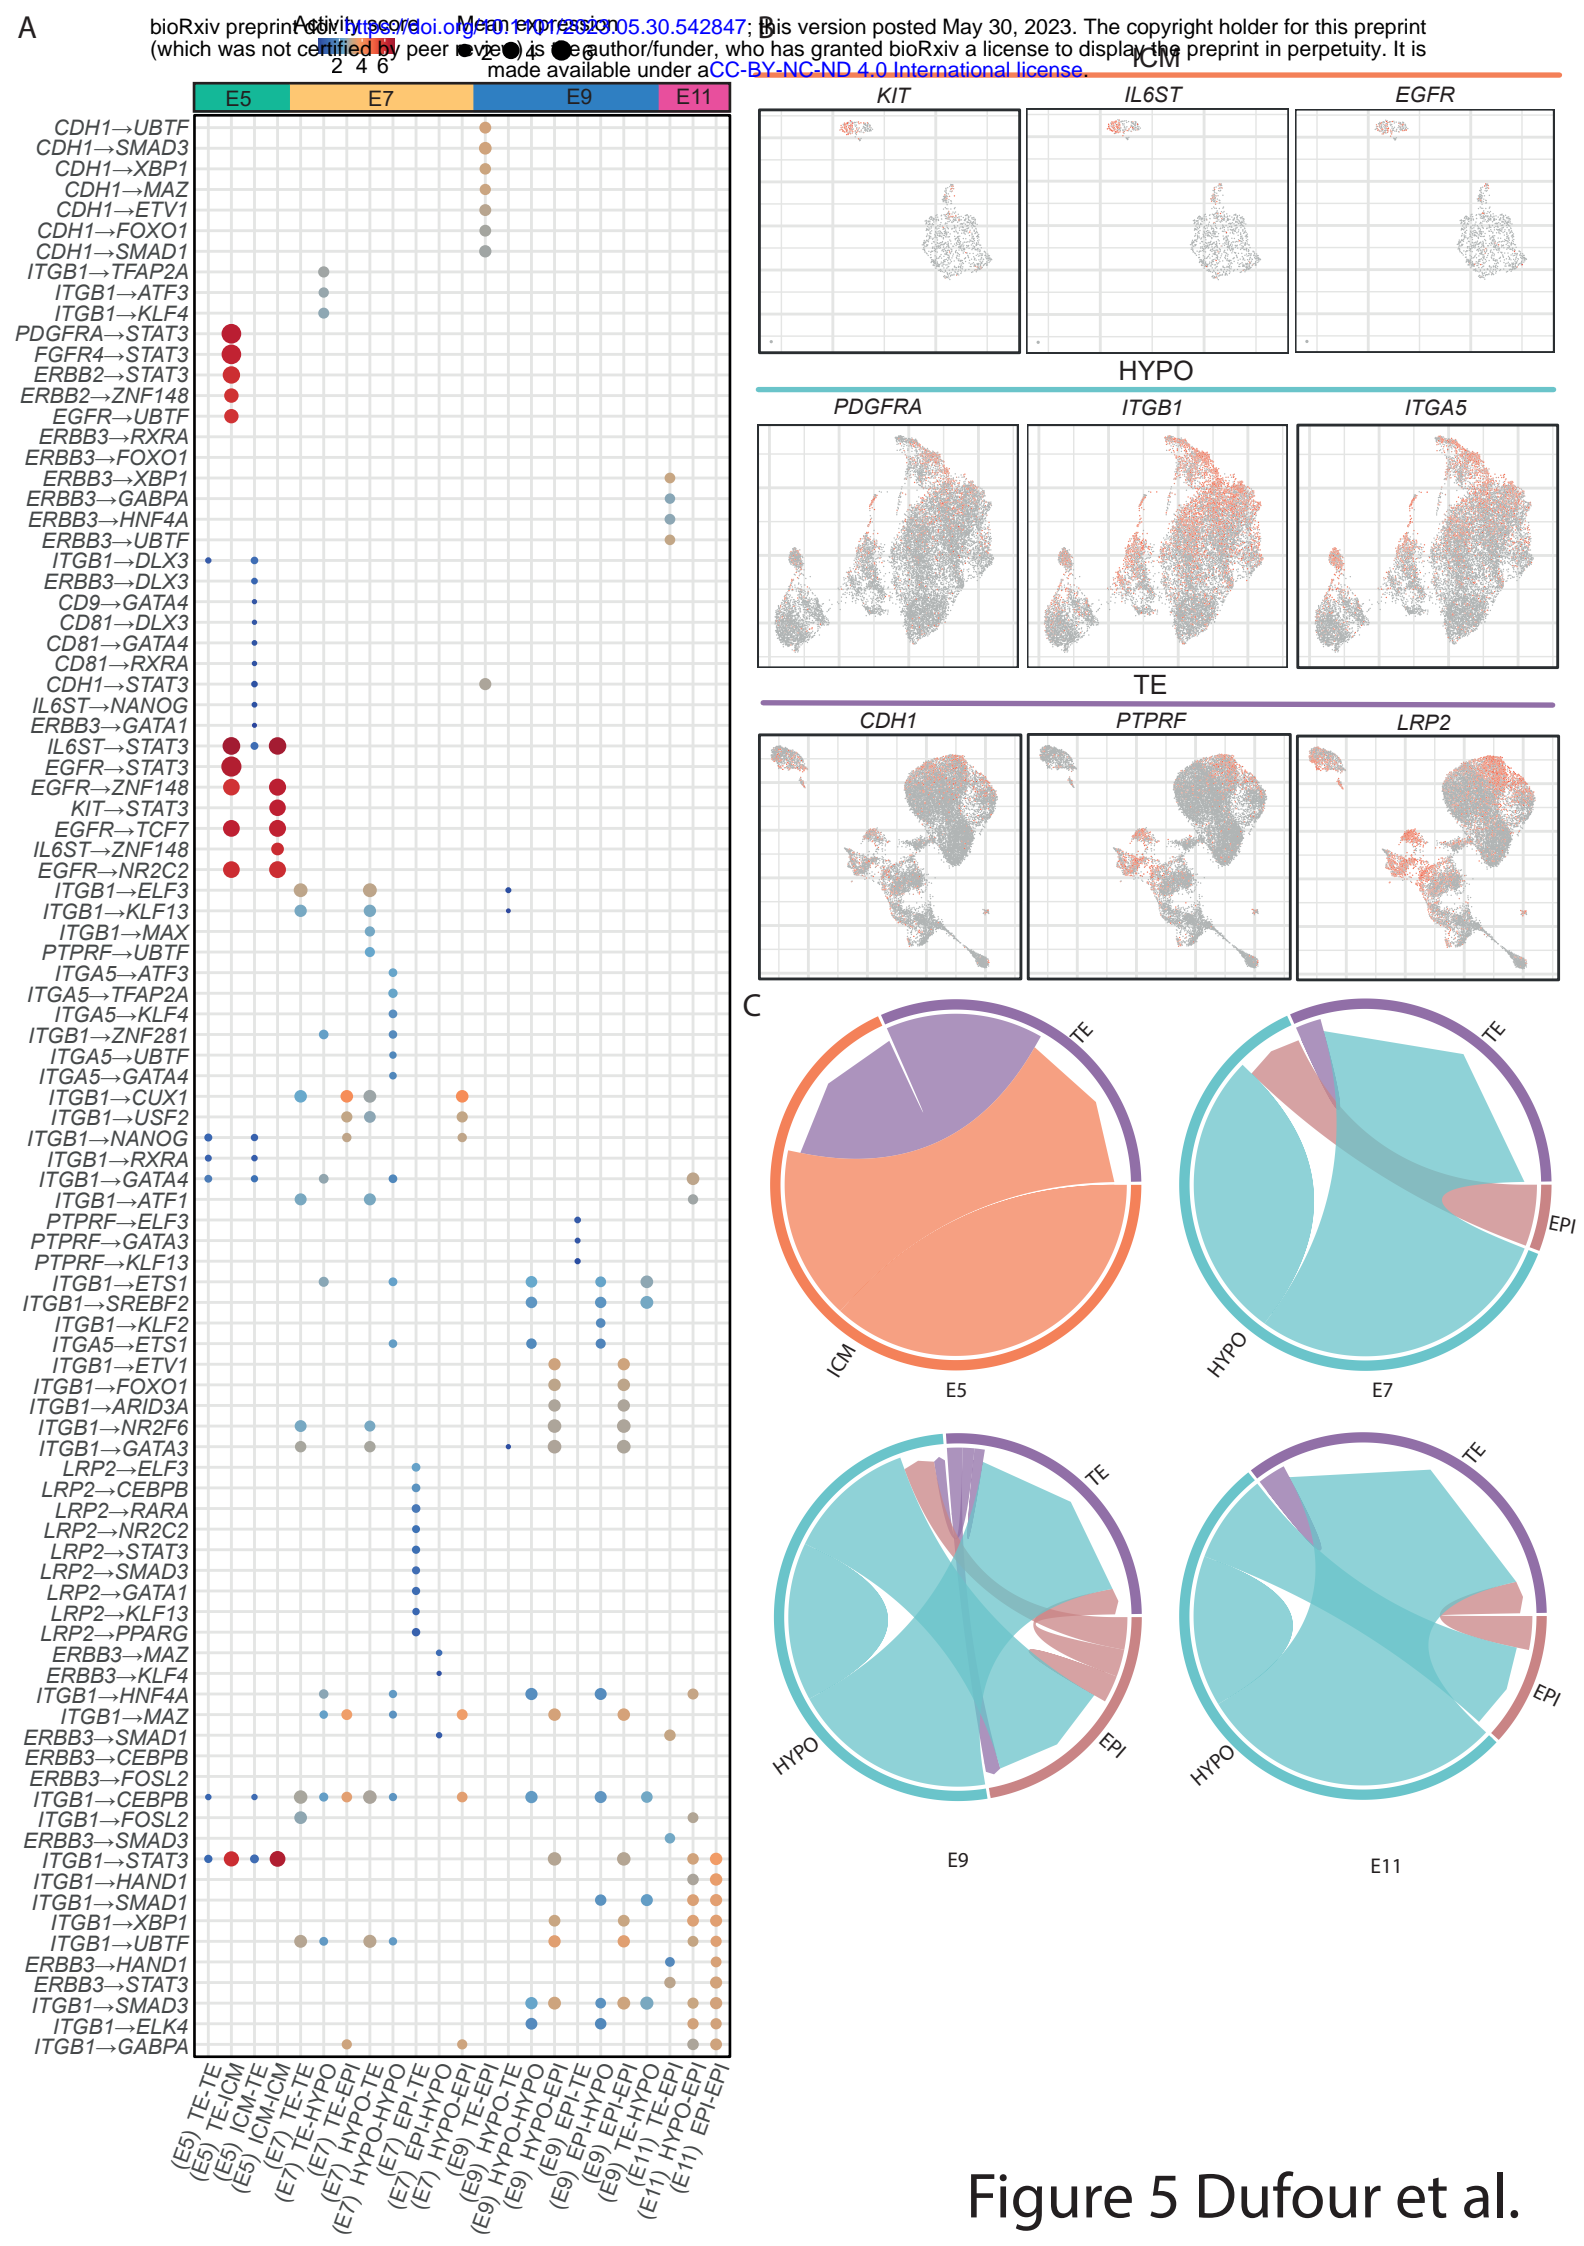 A
bioRxiv preprint doi: https://doi.org/10.1101/2023.05.30.542847; this version posted May 30, 2023. The copyright holder for this preprint
(which was not certified by peer review) is the author/funder, who has granted bioRxiv a license to display the preprint in perpetuity. It is
made available under aCC-BY-NC-ND 4.0 International license.
Activity score
2 4 6
Mean expression
2 4 6
E5 E7 E9 E11
CDH1→UBTF
CDH1→SMAD3
CDH1→XBP1
CDH1→MAZ
CDH1→ETV1
CDH1→FOXO1
CDH1→SMAD1
ITGB1→TFAP2A
ITGB1→ATF3
ITGB1→KLF4
PDGFRA→STAT3
FGFR4→STAT3
ERBB2→STAT3
ERBB2→ZNF148
EGFR→UBTF
ERBB3→RXRA
ERBB3→FOXO1
ERBB3→XBP1
ERBB3→GABPA
ERBB3→HNF4A
ERBB3→UBTF
ITGB1→DLX3
ERBB3→DLX3
CD9→GATA4
CD81→DLX3
CD81→GATA4
CD81→RXRA
CDH1→STAT3
IL6ST→NANOG
ERBB3→GATA1
IL6ST→STAT3
EGFR→STAT3
EGFR→ZNF148
KIT→STAT3
EGFR→TCF7
IL6ST→ZNF148
EGFR→NR2C2
ITGB1→ELF3
ITGB1→KLF13
ITGB1→MAX
PTPRF→UBTF
ITGA5→ATF3
ITGA5→TFAP2A
ITGA5→KLF4
ITGB1→ZNF281
ITGA5→UBTF
ITGA5→GATA4
ITGB1→CUX1
ITGB1→USF2
ITGB1→NANOG
ITGB1→RXRA
ITGB1→GATA4
ITGB1→ATF1
PTPRF→ELF3
PTPRF→GATA3
PTPRF→KLF13
ITGB1→ETS1
ITGB1→SREBF2
ITGB1→KLF2
ITGA5→ETS1
ITGB1→ETV1
ITGB1→FOXO1
ITGB1→ARID3A
ITGB1→NR2F6
ITGB1→GATA3
LRP2→ELF3
LRP2→CEBPB
LRP2→RARA
LRP2→NR2C2
LRP2→STAT3
LRP2→SMAD3
LRP2→GATA1
LRP2→KLF13
LRP2→PPARG
ERBB3→MAZ
ERBB3→KLF4
ITGB1→HNF4A
ITGB1→MAZ
ERBB3→SMAD1
ERBB3→CEBPB
ERBB3→FOSL2
ITGB1→CEBPB
ITGB1→FOSL2
ERBB3→SMAD3
ITGB1→STAT3
ITGB1→HAND1
ITGB1→SMAD1
ITGB1→XBP1
ITGB1→UBTF
ERBB3→HAND1
ERBB3→STAT3
ITGB1→SMAD3
ITGB1→ELK4
ITGB1→GABPA
(E5) TE-TE
(E5) TE-ICM
(E5) ICM-TE
(E5) ICM-ICM
(E7) TE-TE
(E7) TE-HYPO
(E7) TE-EPI
(E7) HYPO-TE
(E7) HYPO-HYPO
(E7) EPI-TE
(E7) EPI-HYPO
(E7) HYPO-EPI
(E9) TE-EPI
(E9) HYPO-TE
(E9) HYPO-HYPO
(E9) HYPO-EPI
(E9) EPI-TE
(E9) EPI-HYPO
(E9) EPI-EPI
(E9) TE-HYPO
(E11) TE-EPI
(E11) HYPO-EPI
(E11) EPI-EPI
B
ICM
KIT IL6ST EGFR
HYPO
PDGFRA ITGB1 ITGA5
TE
CDH1 PTPRF LRP2
C
TE
ICM
E5
TE
EPI
HYPO
E7
TE
EPI
HYPO
E9
TE
EPI
HYPO
E11
Figure 5 Dufour et al.